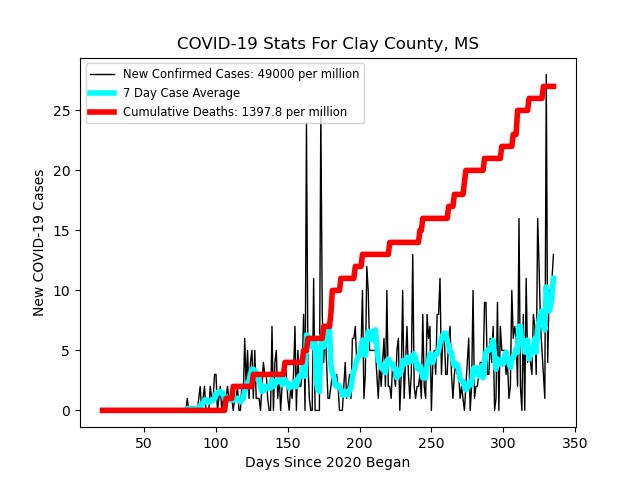 COVID-19 Stats For Clay County, MS
New Confirmed Cases: 49000 per million
7 Day Case Average
Cumulative Deaths: 1397.8 per million
New COVID-19 Cases
25
20
15
10
5
0
50 100 150 200 250 300 350
Days Since 2020 Began